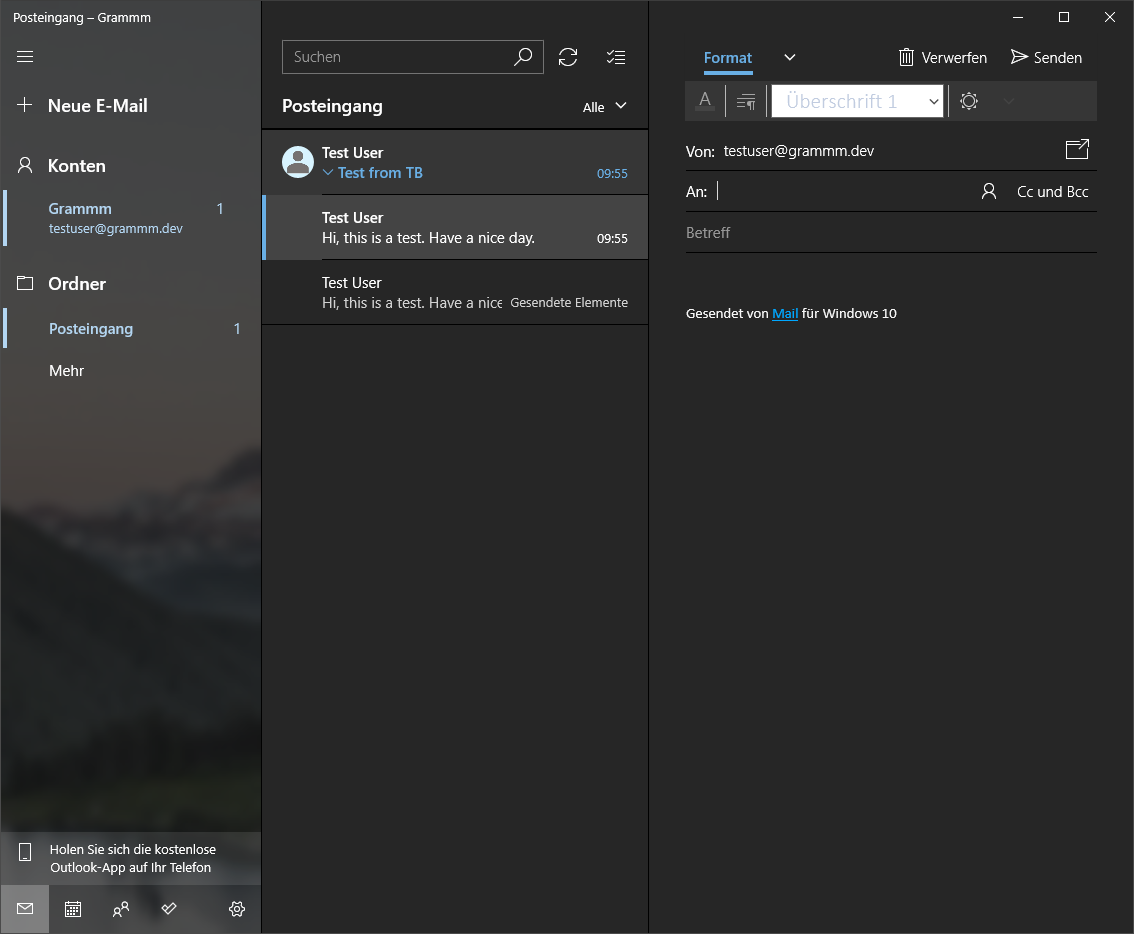 Posteingang – Grammm
Neue E-Mail
Konten
Grammm 1
testuser@grammm.dev
Ordner
Posteingang 1
Mehr
Holen Sie sich die kostenlose
Outlook-App auf Ihr Telefon
Suchen
Posteingang Alle
Test User
Test from TB 09:55
Test User
Hi, this is a test. Have a nice day. 09:55
Test User
Hi, this is a test. Have a nice Gesendete Elemente
Format Verwerfen Senden
A Überschrift 1
Von: testuser@grammm.dev
An: Cc und Bcc
Betreff
Gesendet von Mail für Windows 10